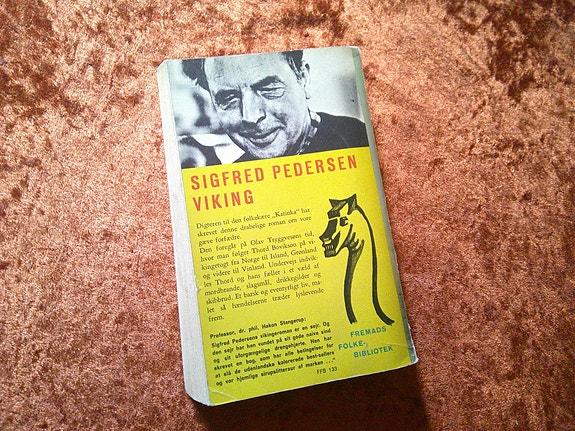 SIGFRED PEDERSEN
VIKING
Digteren til den folkekære „Katinka“ har
skrevet denne drabelige roman om vore
gæve forfædre.
Den foregår på Olav Tryggvesøns tid,
hvor man følger Thord Bovikson på vi-
kingetogt fra Norge til Island, Grønland
og videre til Vinland. Undervejs indvik-
les Thord og hans fæller i et væld af
mordbrande, slagsmål, drikkegilder og
skibbrud. Et barsk og eventyrligt liv, ma-
let så hændelserne træder lyslevende
frem.
Professor, dr. phil. Hakon Stangerup:
Sigfred Pedersens vikingeroman er en sejr. Og
den sejr har han vundet på sit gode naive sind
og sit uforgængelige drengehjerte. Han har
skrevet en bog, som har alle betingelser for
at slå de udenlandske kolorerede best-sellers
og vor hjemlige sirupslitteratur af marken . . .“
FFB 133
FREMADS
FOLKE-
BIBLIOTEK